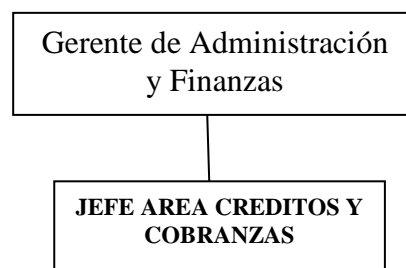 Gerente de Administración
y Finanzas
JEFE AREA CREDITOS Y
COBRANZAS